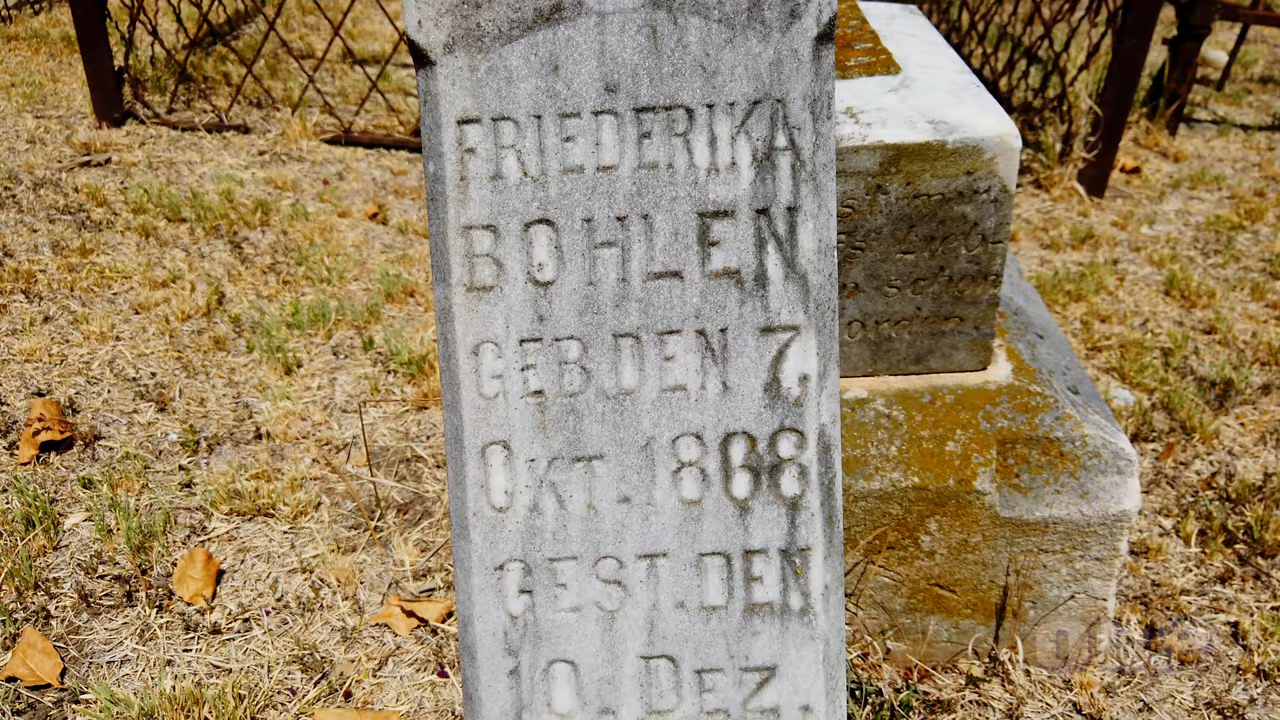 FRIEDERIKA
BOHLEN
GEB.DEN 7.
OKT. 1868
GEST.DEN
10. DEZ.